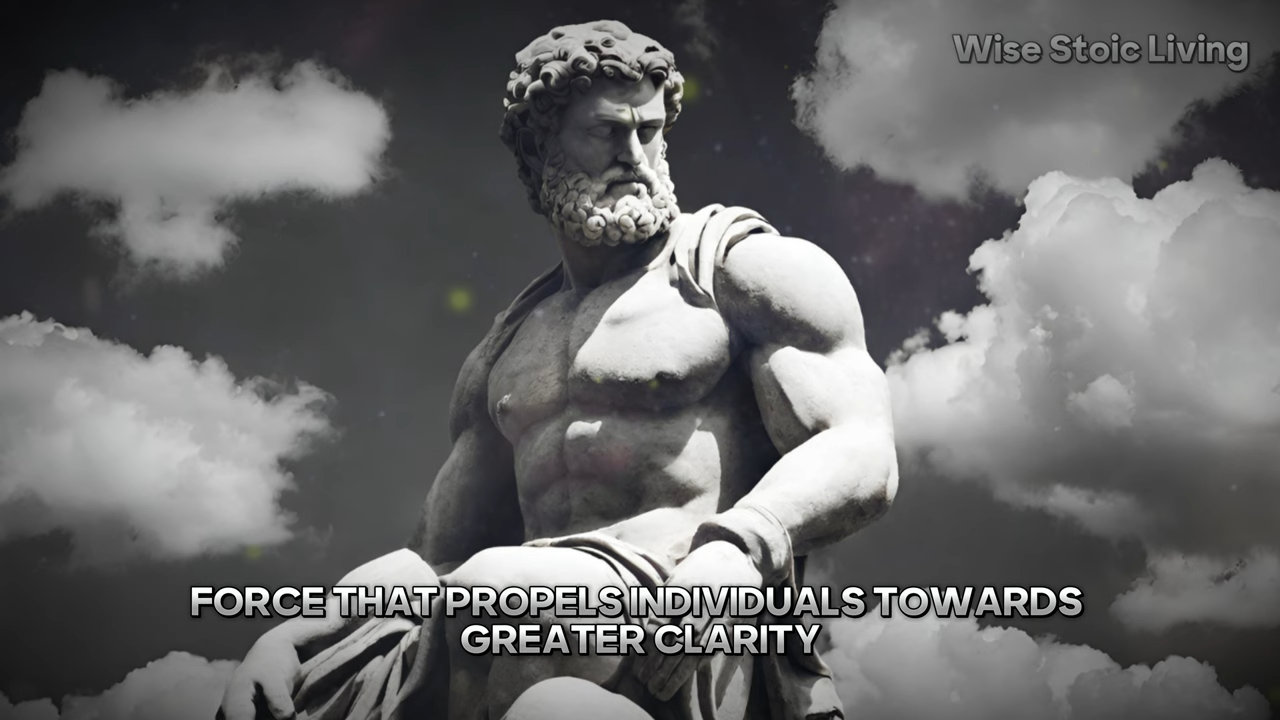 Wise Stoic Living
FORCE THAT PROPELS INDIVIDUALS TOWARDS
GREATER CLARITY